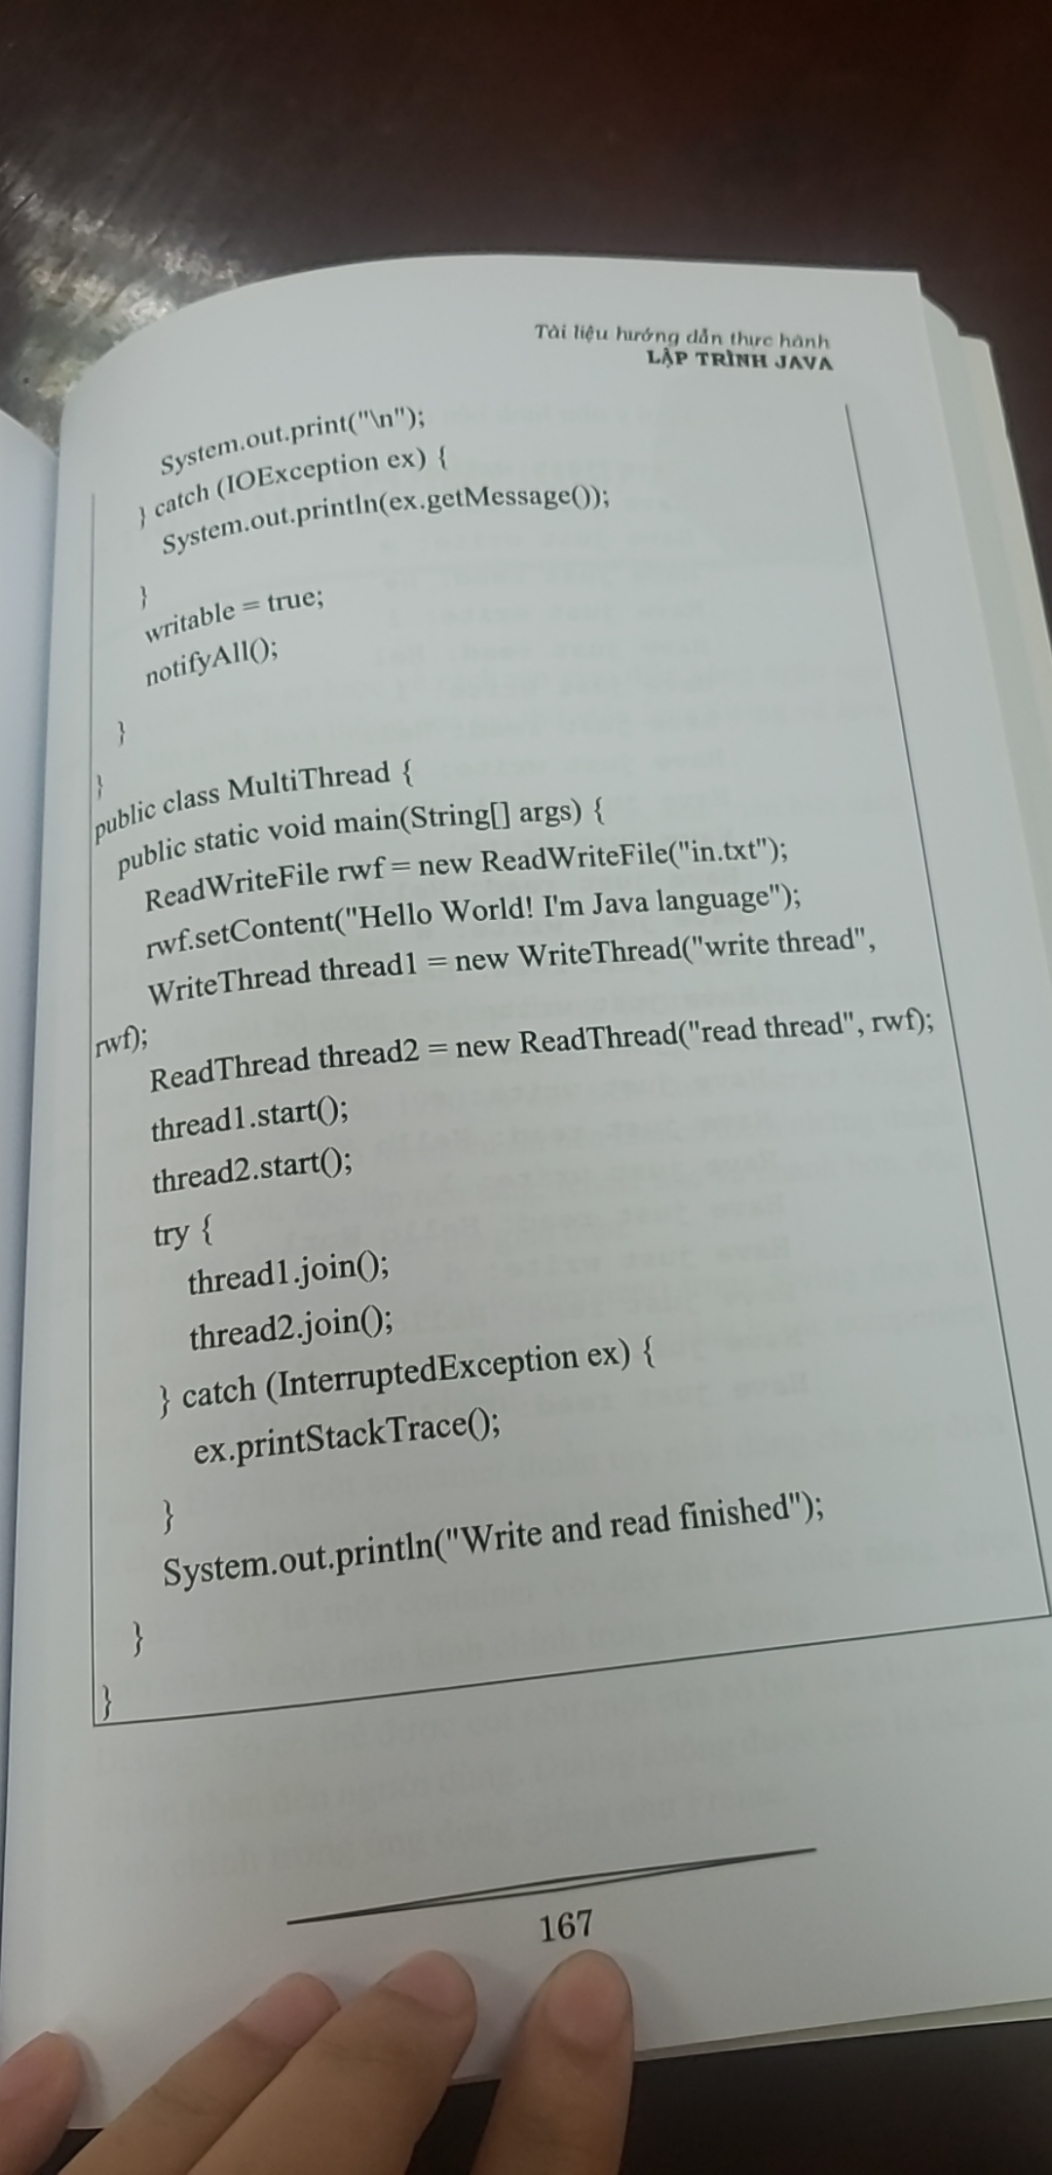 Tài liệu hướng dẫn thực hành
LẬP TRÌNH JAVA
System.out.print("\n");
} catch (IOException ex) {
System.out.println(ex.getMessage());
}
writable = true;
notifyAll();
}
}
public class MultiThread {
public static void main(String[] args) {
ReadWriteFile rwf = new ReadWriteFile("in.txt");
rwf.setContent("Hello World! I'm Java language");
WriteThread thread1 = new WriteThread("write thread",
rwf);
ReadThread thread2 = new ReadThread("read thread", rwf);
thread1.start();
thread2.start();
try {
thread1.join();
thread2.join();
} catch (InterruptedException ex) {
ex.printStackTrace();
}
System.out.println("Write and read finished");
}
}
167